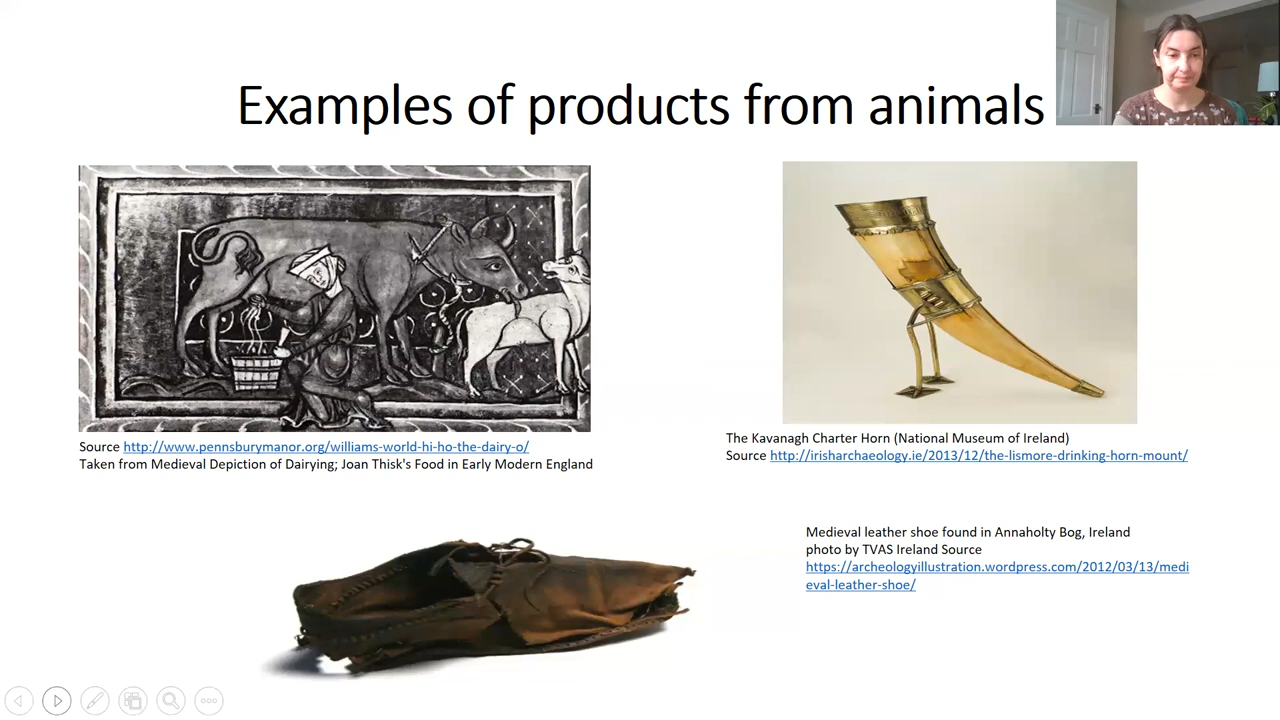 Examples of products from animals
Source http://www.pennsburymanor.org/williams-world-hi-ho-the-dairy-o/
Taken from Medieval Depiction of Dairying; Joan Thisk's Food in Early Modern England
The Kavanagh Charter Horn (National Museum of Ireland)
Source http://irisharchaeology.ie/2013/12/the-lismore-drinking-horn-mount/
Medieval leather shoe found in Annaholty Bog, Ireland
photo by TVAS Ireland Source
https://archeologyillustration.wordpress.com/2012/03/13/medi
eval-leather-shoe/